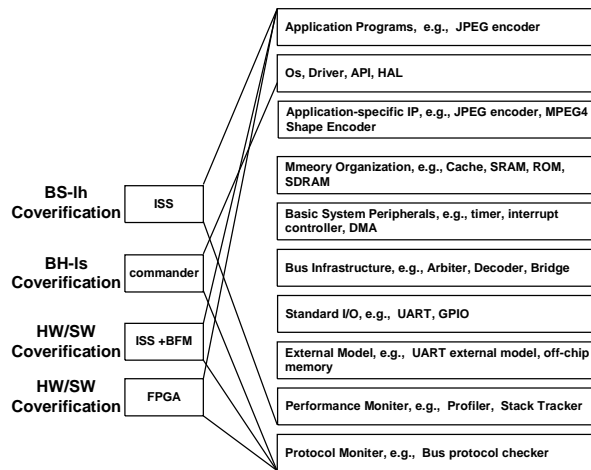 Application Programs, e.g., JPEG encoder
Os, Driver, API, HAL
Application-specific IP, e.g., JPEG encoder, MPEG4
Shape Encoder
Mmeory Organization, e.g., Cache, SRAM, ROM,
SDRAM
BS-Ih
Coverification
ISS
Basic System Peripherals, e.g., timer, interrupt
controller, DMA
BH-Is
Coverification
commander
Bus Infrastructure, e.g., Arbiter, Decoder, Bridge
Standard I/O, e.g., UART, GPIO
HW/SW
Coverification
ISS +BFM
External Model, e.g., UART external model, off-chip
memory
HW/SW
Coverification
FPGA
Performance Moniter, e.g., Profiler, Stack Tracker
Protocol Moniter, e.g., Bus protocol checker